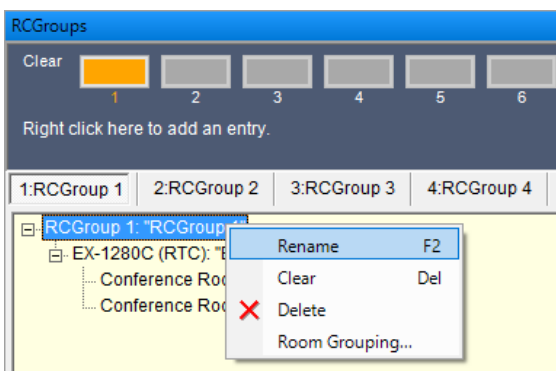 RCGroups
Clear
1 2 3 4 5 6
Right click here to add an entry.
1:RCGroup 1 2:RCGroup 2 3:RCGroup 3 4:RCGroup 4
RCGroup 1: "RCGroup 1"
EX-1280C (RTC):
Conference
Conference
Rename F2
Clear Del
Delete
Room Grouping...